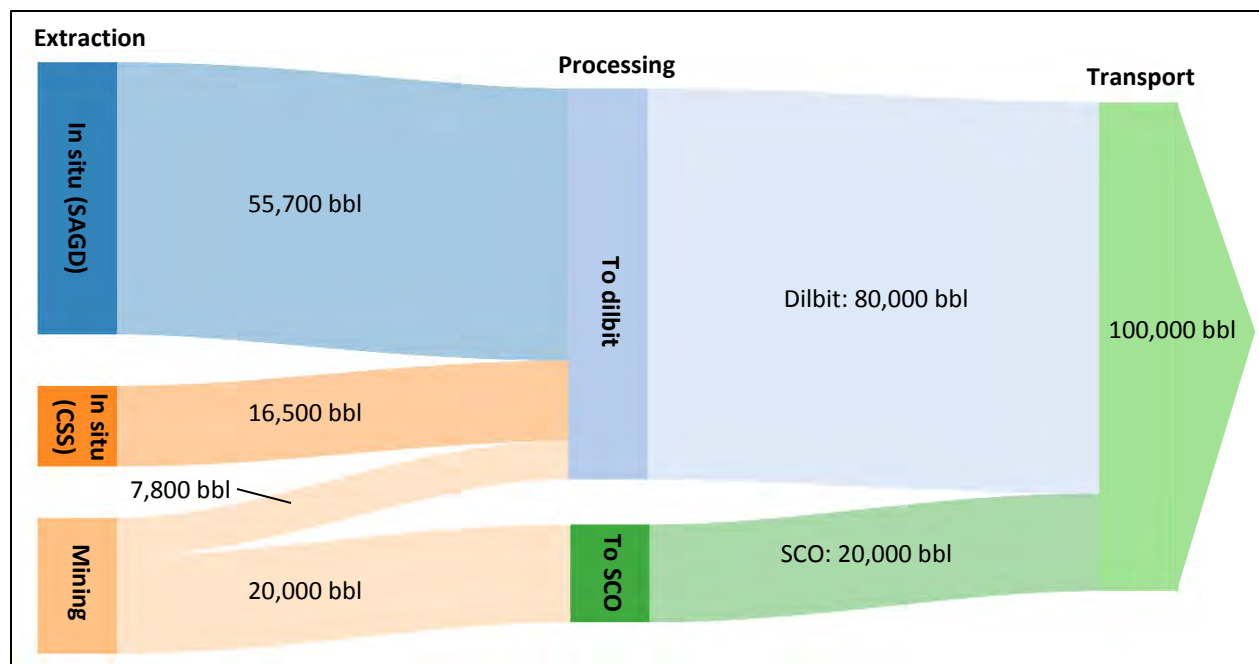 Extraction
Processing
Transport
In situ (SAGD)
55,700 bbl
To dilbit
Dilbit: 80,000 bbl
100,000 bbl
In situ
(CSS)
16,500 bbl
7,800 bbl
Mining
20,000 bbl
To SCO
SCO: 20,000 bbl